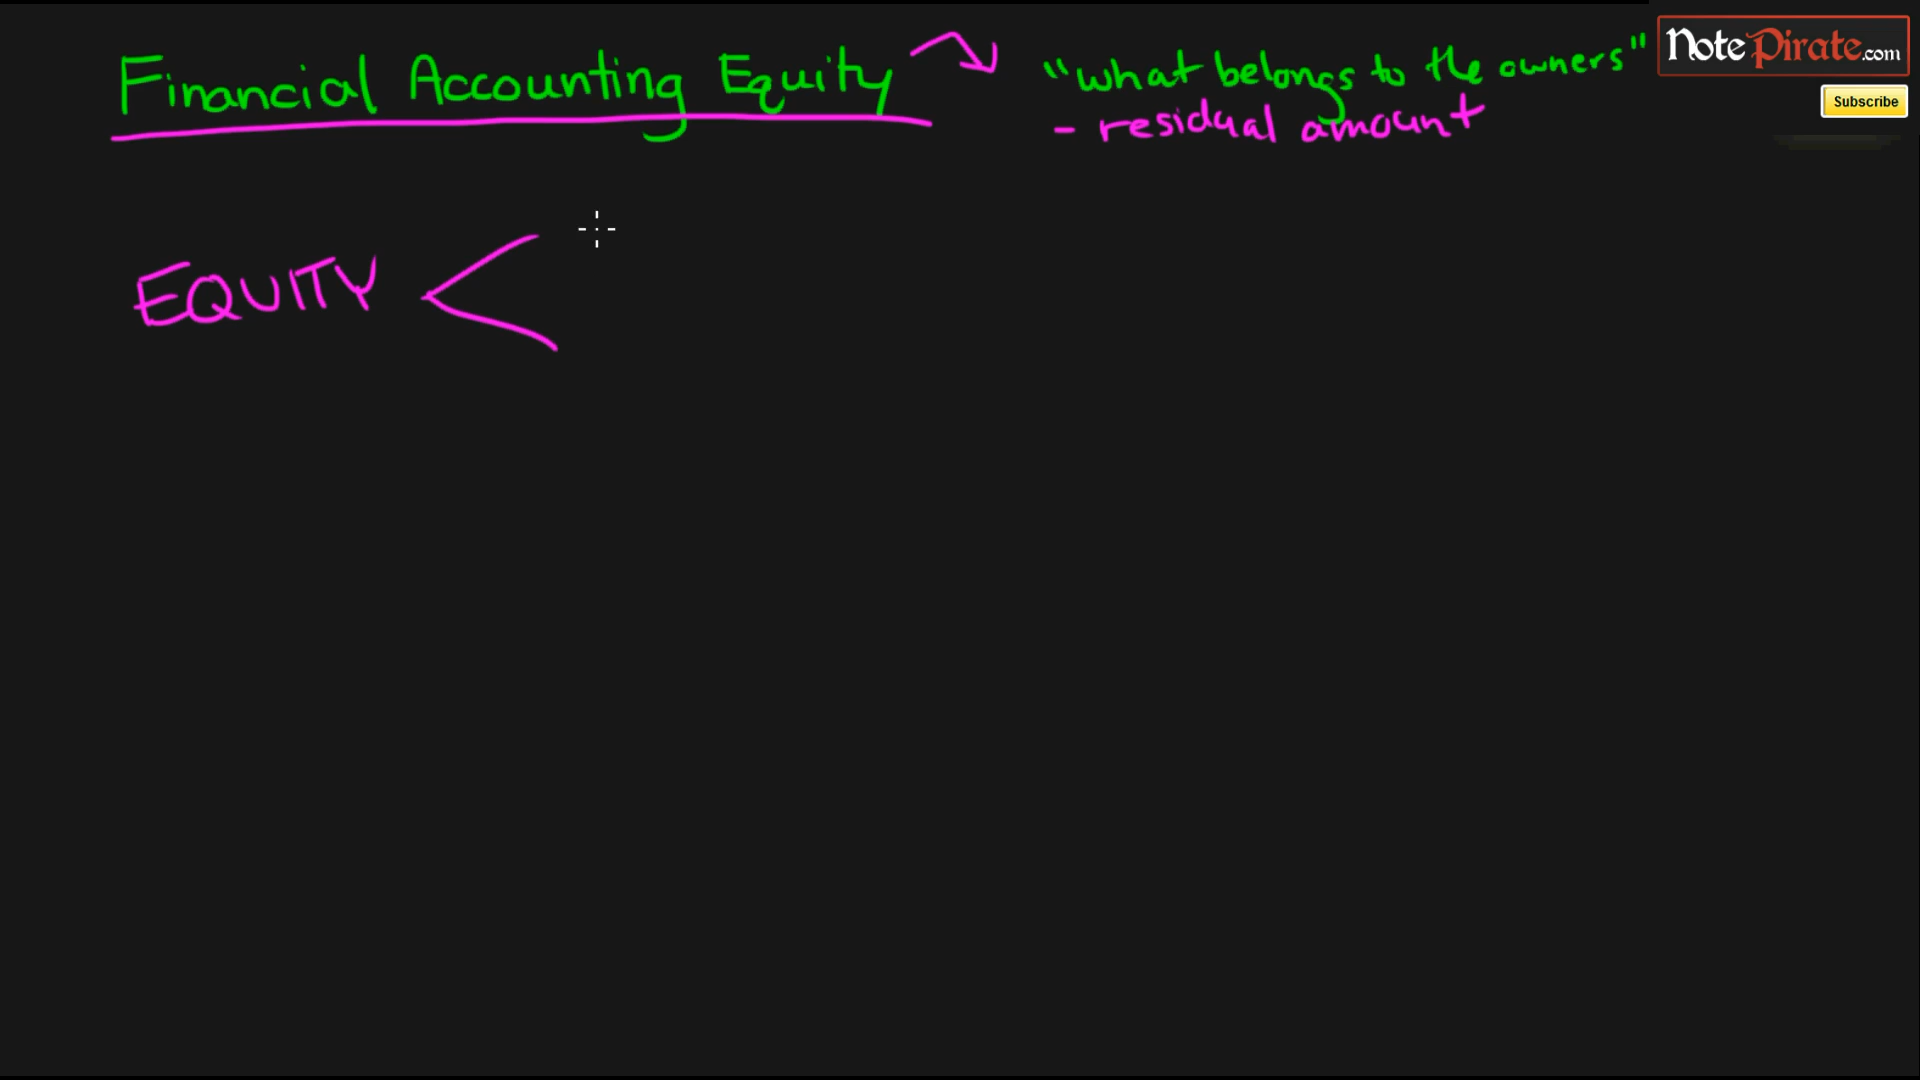 Financial Accounting Equity
"what belongs to the owners"
- residual amount
NotePirate.com
Subscribe
EQUITY